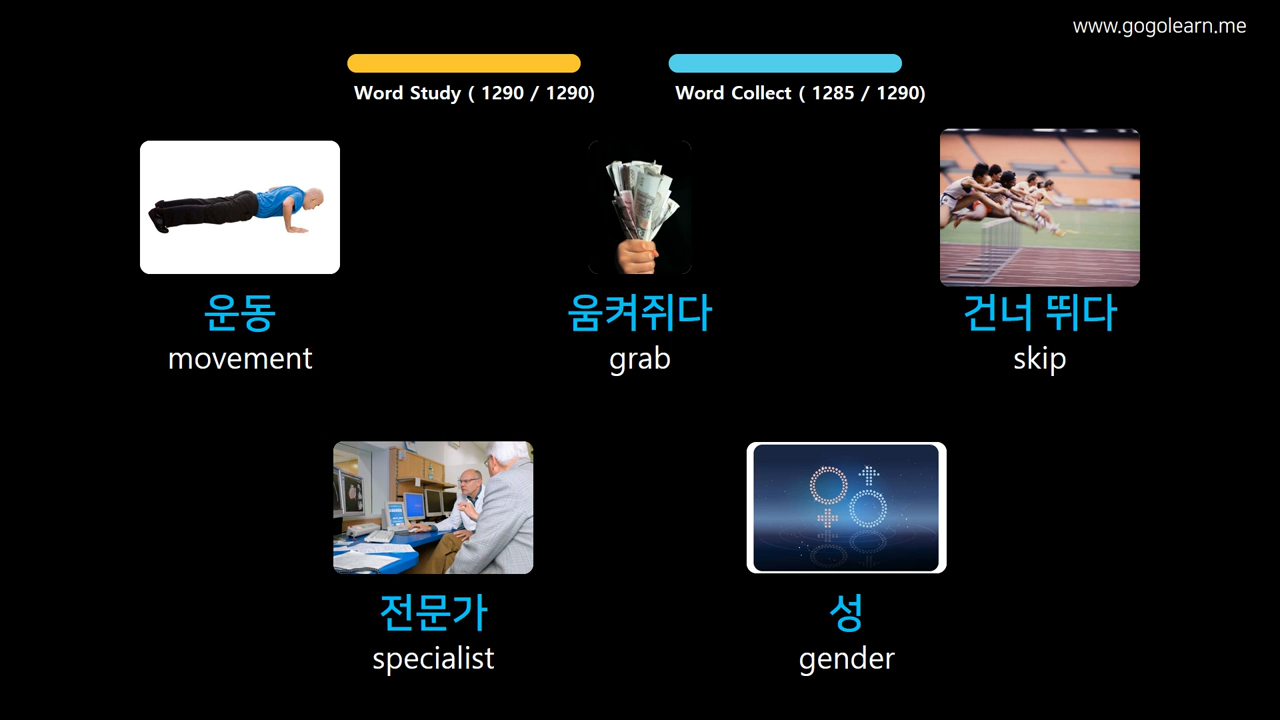 www.gogolearn.me
Word Study ( 1290 / 1290)
Word Collect ( 1285 / 1290)
운동
movement
움켜쥐다
grab
건너 뛰다
skip
전문가
specialist
성
gender